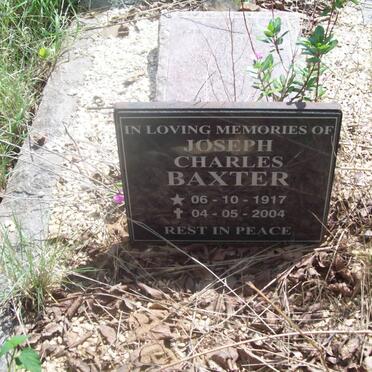 IN LOVING MEMORIES OF
JOSEPH
CHARLES
BAXTER
★ 06 - 10 - 1917
✝ 04 - 05 - 2004
REST IN PEACE